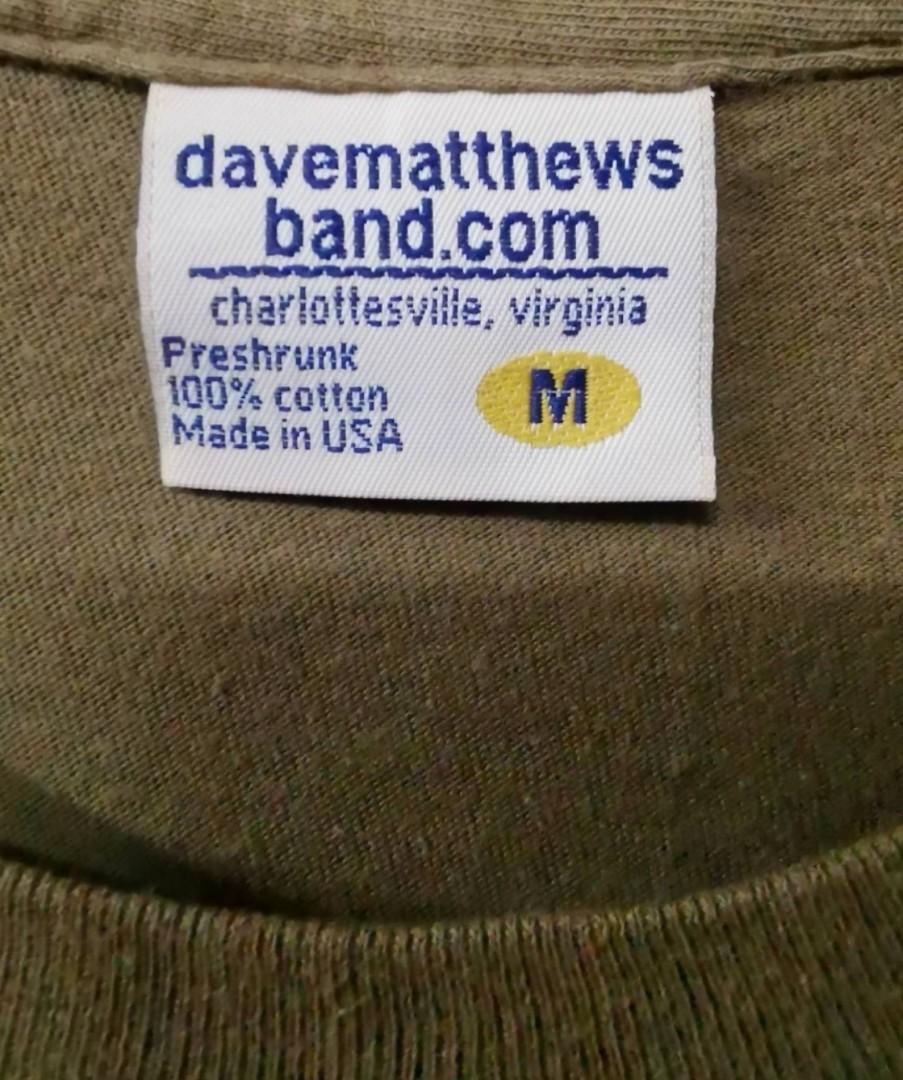 davematthews
band.com
charlottesville, virginia
Preshrunk
100% cotton
Made in USA
M